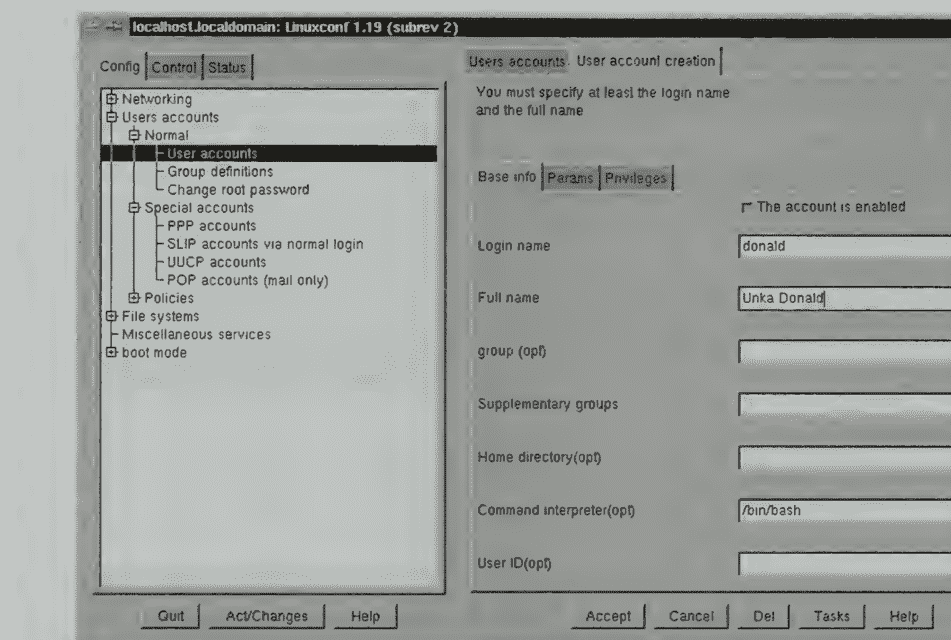 localhost.localdomain: Linuxconf 1.19 (subrev 2)
Config Control Status
Networking
Users accounts
Normal
User accounts
Group definitions
Change root password
Special accounts
PPP accounts
SLIP accounts via normal login
UUCP accounts
POP accounts (mail only)
Policies
File systems
Miscellaneous services
boot mode
Quit Act/Changes Help
Users accounts User account creation
You must specify at least the login name
and the full name
Base info Params Privileges
The account is enabled
Login name donald
Full name Unka Donald
group (opt)
Supplementary groups
Home directory(opt)
Command interpreter(opt) /bin/bash
User ID(opt)
Accept Cancel Del Tasks Help